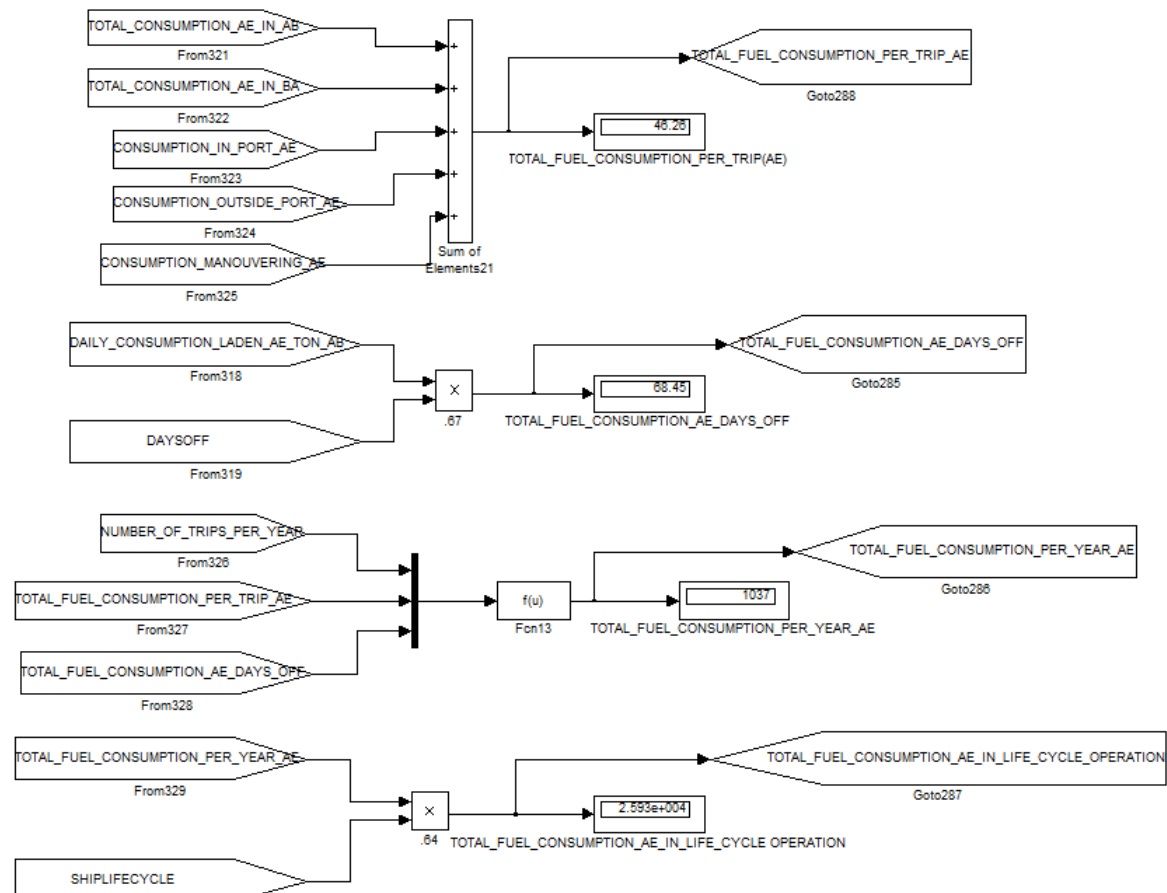 TOTAL_CONSUMPTION_AE_IN_AB
From321
TOTAL_CONSUMPTION_AE_IN_BA
From322
CONSUMPTION_IN_PORT_AE
From323
CONSUMPTION_OUTSIDE_PORT_AE
From324
CONSUMPTION_MANOUVERING_AE
From325
+
+
+
+
+
Sum of
Elements21
TOTAL_FUEL_CONSUMPTION_PER_TRIP_AE
Goto288
46.26
TOTAL_FUEL_CONSUMPTION_PER_TRIP(AE)
DAILY_CONSUMPTION_LADEN_AE_TON_AB
From318
DAYSOFF
From319
×
.67
TOTAL_FUEL_CONSUMPTION_AE_DAYS_OFF
Goto285
68.45
TOTAL_FUEL_CONSUMPTION_AE_DAYS_OFF
NUMBER_OF_TRIPS_PER_YEAR
From326
TOTAL_FUEL_CONSUMPTION_PER_TRIP_AE
From327
TOTAL_FUEL_CONSUMPTION_AE_DAYS_OFF
From328
f(u)
Fcn13
TOTAL_FUEL_CONSUMPTION_PER_YEAR_AE
Goto286
1037
TOTAL_FUEL_CONSUMPTION_PER_YEAR_AE
TOTAL_FUEL_CONSUMPTION_PER_YEAR_AE
From329
SHIPLIFECYCLE
×
.64
TOTAL_FUEL_CONSUMPTION_AE_IN_LIFE_CYCLE_OPERATION
Goto287
2.593e+004
TOTAL_FUEL_CONSUMPTION_AE_IN_LIFE_CYCLE OPERATION